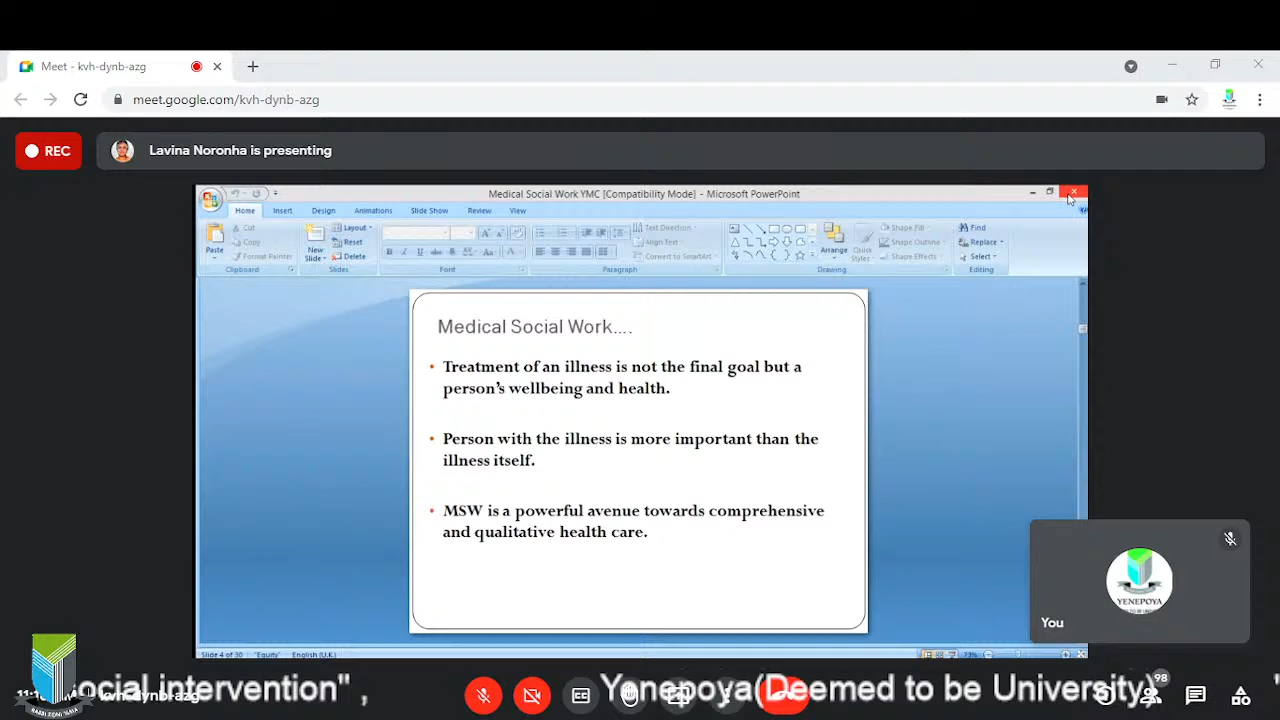 Meet - kvh-dynb-azg
meet.google.com/kvh-dynb-azg
REC
Lavina Noronha is presenting
Medical Social Work YMC [Compatibility Mode] - Microsoft PowerPoint
Home Insert Design Animations Slide Show Review View
Paste
Cut
Copy
Format Painter
Clipboard
New
Slide
Layout
Reset
Delete
Slides
Font
Text Direction
Align Text
Convert to SmartArt
Paragraph
Arrange
Quick
Styles
Shape Fill
Shape Outline
Shape Effects
Drawing
Find
Replace
Select
Editing
Medical Social Work....
• Treatment of an illness is not the final goal but a
person's wellbeing and health.
• Person with the illness is more important than the
illness itself.
• MSW is a powerful avenue towards comprehensive
and qualitative health care.
YENEPOYA
You
Slide 4 of 30 "Equity" English (U.K.) 73%
98
ocial intervention" , Yenepoya(Deemed to be University) "
kvh-dynb-azg